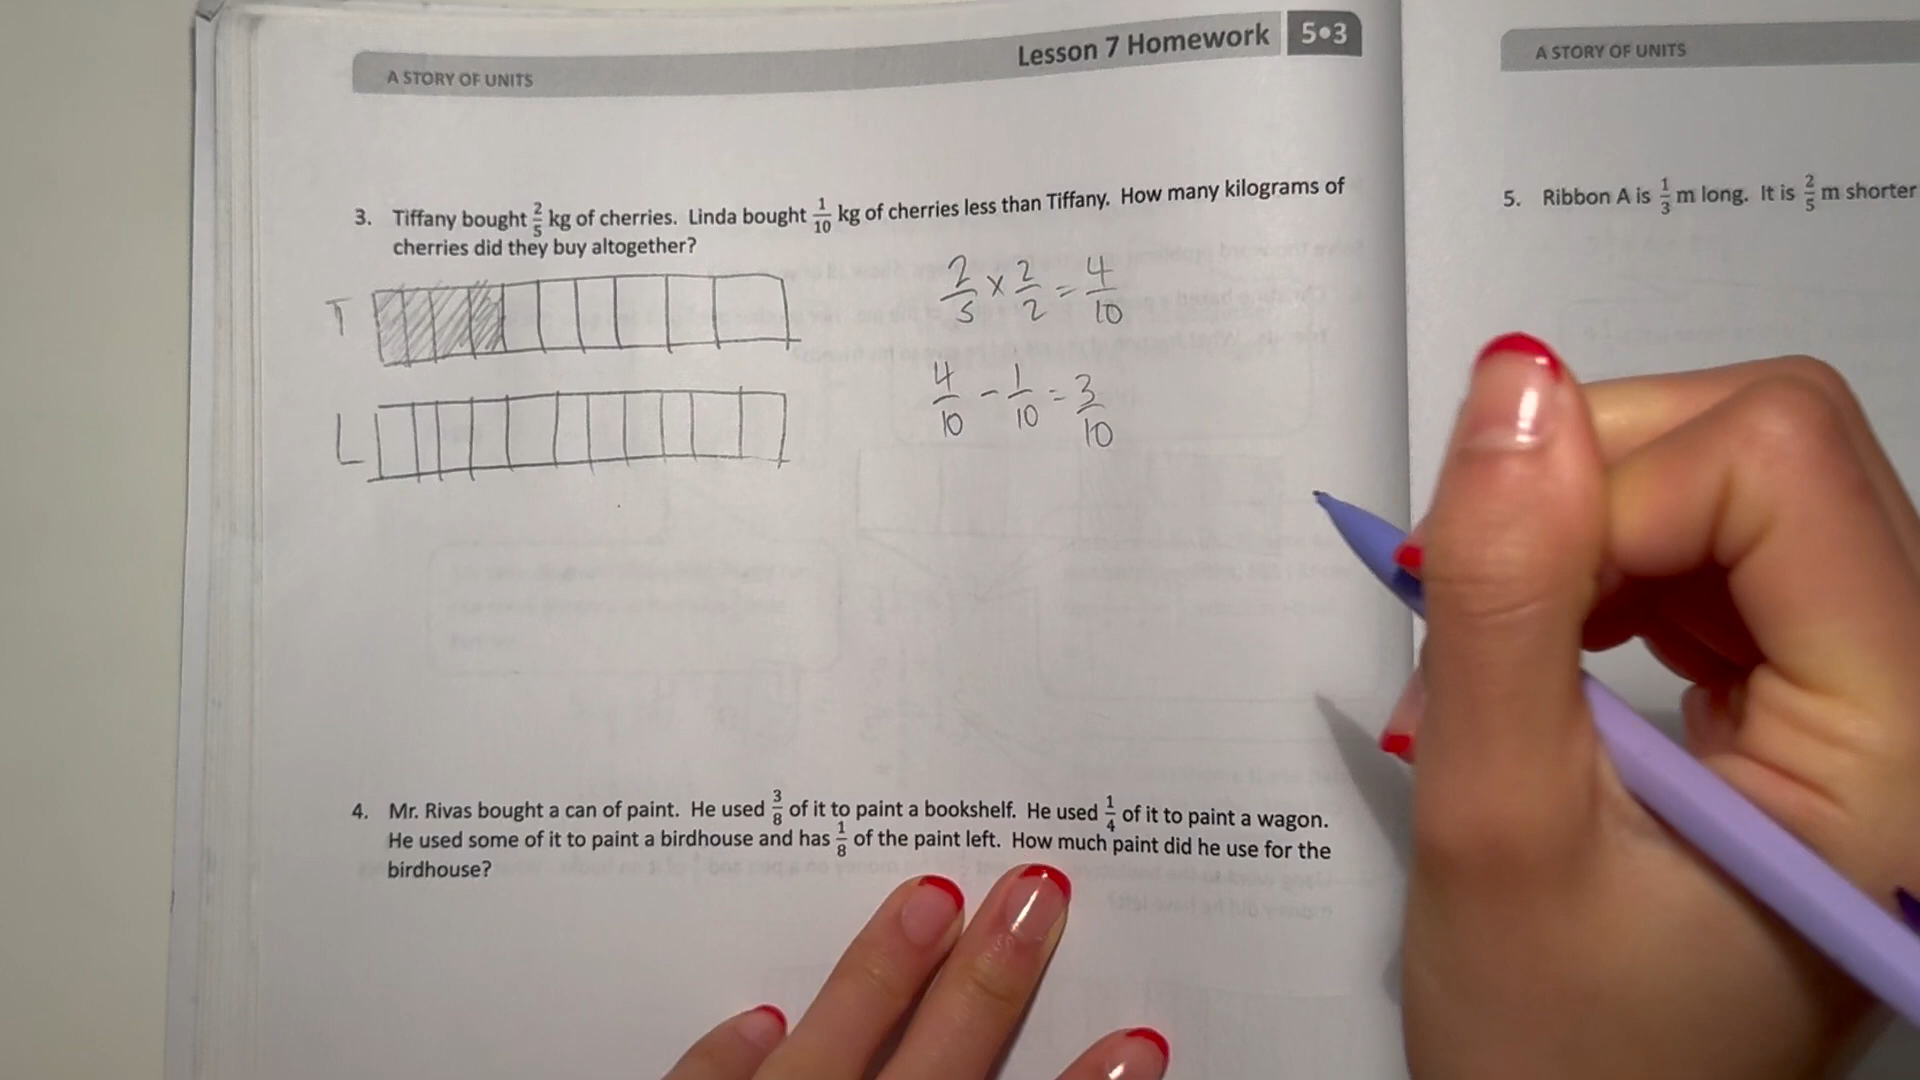 A STORY OF UNITS
Lesson 7 Homework 5•3
3. Tiffany bought 2/5 kg of cherries. Linda bought 1/10 kg of cherries less than Tiffany. How many kilograms of
cherries did they buy altogether?
T
L
2/5 × 2/2 = 4/10
4/10 - 1/10 = 3/10
4. Mr. Rivas bought a can of paint. He used 3/8 of it to paint a bookshelf. He used 1/4 of it to paint a wagon.
He used some of it to paint a birdhouse and has 1/8 of the paint left. How much paint did he use for the
birdhouse?
A STORY OF UNITS
5. Ribbon A is 1/3 m long. It is 2/5 m shorter